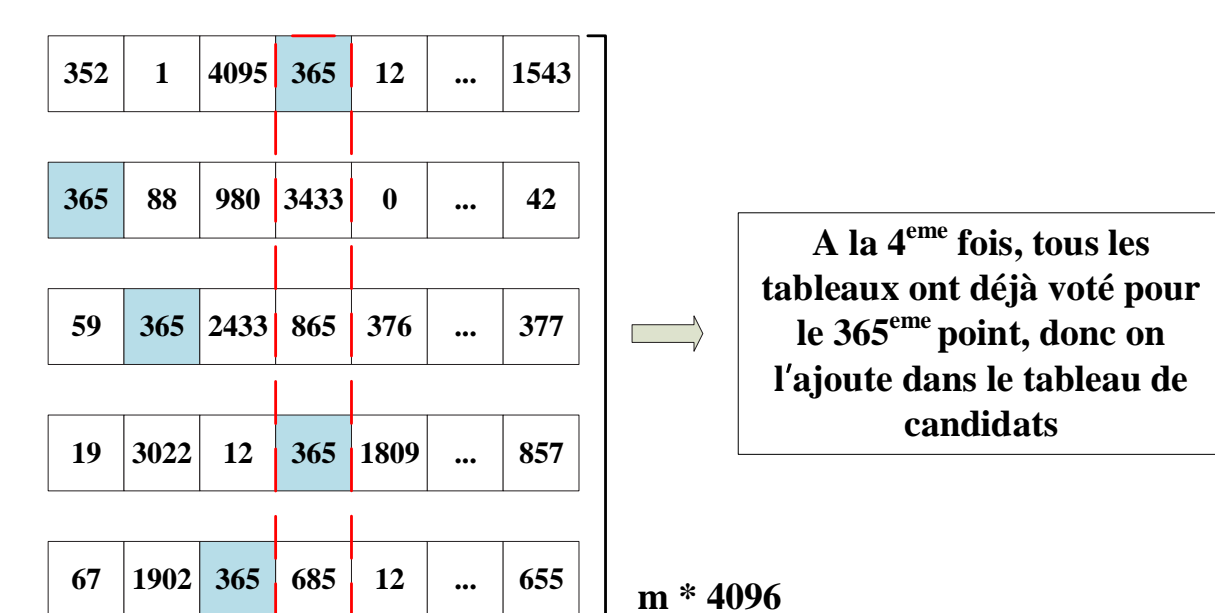 352 1 4095 365 12 ... 1543
365 88 980 3433 0 ... 42
59 365 2433 865 376 ... 377
19 3022 12 365 1809 ... 857
67 1902 365 685 12 ... 655
m * 4096
A la 4eme fois, tous les
tableaux ont déjà voté pour
le 365eme point, donc on
l'ajoute dans le tableau de
candidats